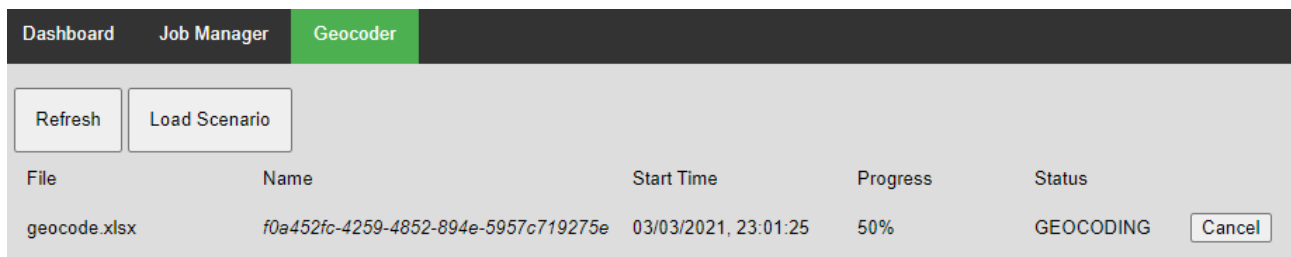 Dashboard Job Manager Geocoder
Refresh Load Scenario
File Name Start Time Progress Status
geocode.xlsx f0a452fc-4259-4852-894e-5957c719275e 03/03/2021, 23:01:25 50% GEOCODING Cancel